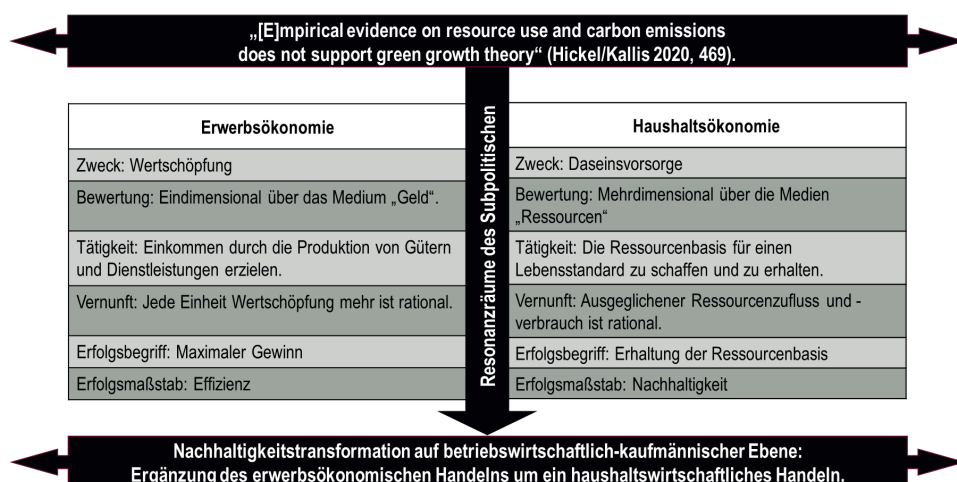 „[E]mpirical evidence on resource use and carbon emissions
does not support green growth theory“ (Hickel/Kallis 2020, 469).
Erwerbsökonomie
Zweck: Wertschöpfung
Bewertung: Eindimensional über das Medium „Geld“.
Tätigkeit: Einkommen durch die Produktion von Gütern
und Dienstleistungen erzielen.
Vernunft: Jede Einheit Wertschöpfung mehr ist rational.
Erfolgsbegriff: Maximaler Gewinn
Erfolgsmaßstab: Effizienz
Resonanzräume des Subpolitischen
Haushaltsökonomie
Zweck: Daseinsvorsorge
Bewertung: Mehrdimensional über die Medien
„Ressourcen“
Tätigkeit: Die Ressourcenbasis für einen
Lebensstandard zu schaffen und zu erhalten.
Vernunft: Ausgeglichener Ressourcenzufluss und -
verbrauch ist rational.
Erfolgsbegriff: Erhaltung der Ressourcenbasis
Erfolgsmaßstab: Nachhaltigkeit
Nachhaltigkeitstransformation auf betriebswirtschaftlich-kaufmännischer Ebene:
Ergänzung des erwerbsökonomischen Handelns um ein haushaltswirtschaftliches Handeln.